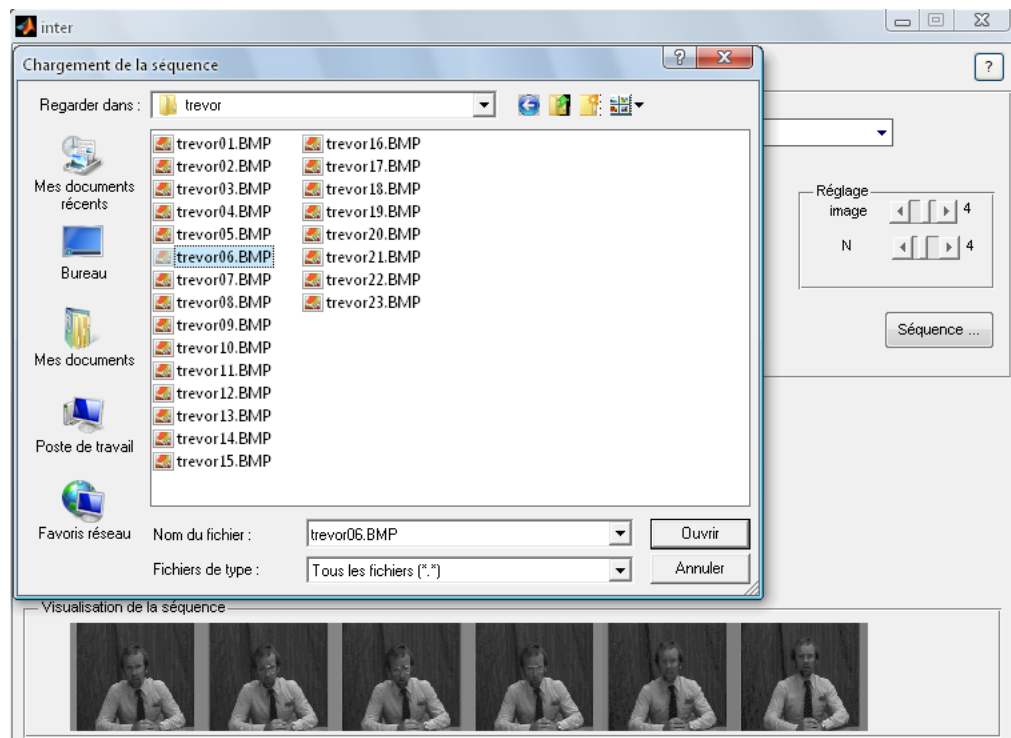 inter
Chargement de la séquence
?
?
Regarder dans :
trevor
Mes documents
récents
Bureau
Mes documents
Poste de travail
Favoris réseau
trevor01.BMP
trevor02.BMP
trevor03.BMP
trevor04.BMP
trevor05.BMP
trevor06.BMP
trevor07.BMP
trevor08.BMP
trevor09.BMP
trevor10.BMP
trevor11.BMP
trevor12.BMP
trevor13.BMP
trevor14.BMP
trevor15.BMP
trevor16.BMP
trevor17.BMP
trevor18.BMP
trevor19.BMP
trevor20.BMP
trevor21.BMP
trevor22.BMP
trevor23.BMP
Nom du fichier :
trevor06.BMP
Ouvrir
Fichiers de type :
Tous les fichiers (*.*)
Annuler
Réglage
image 4
N 4
Séquence ...
Visualisation de la séquence